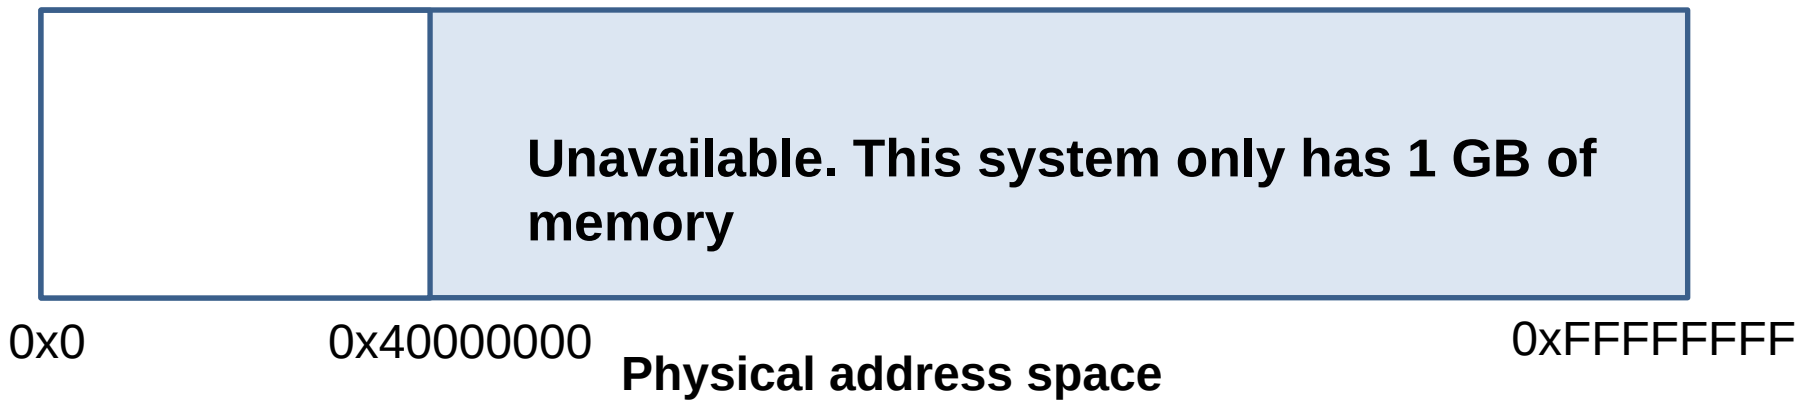 Unavailable. This system only has 1 GB of
memory
0x0
0x40000000
0xFFFFFFFF
Physical address space